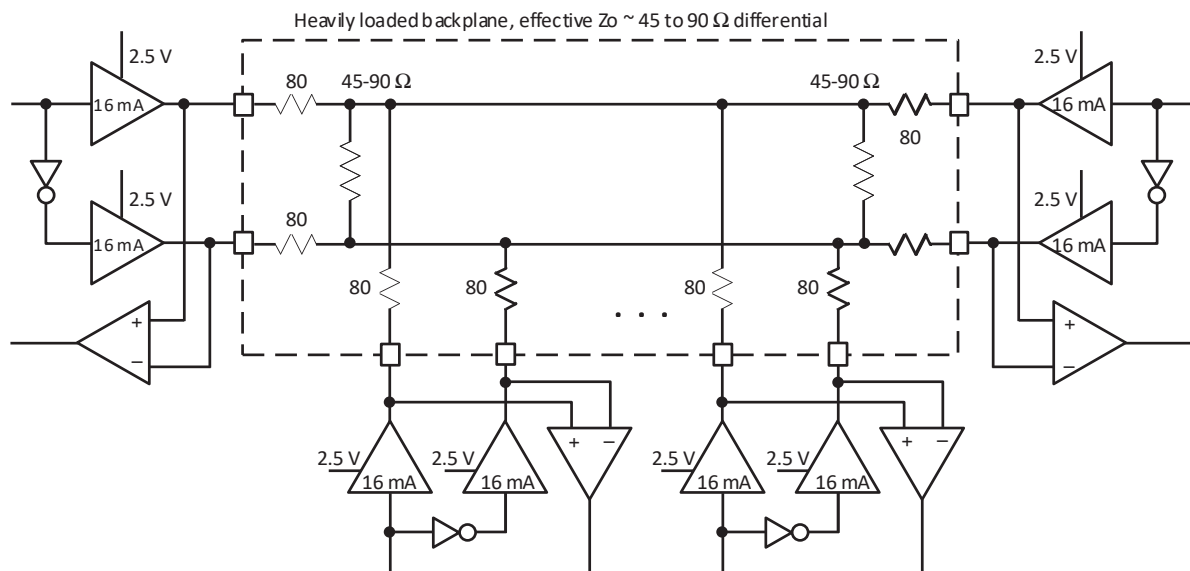 Heavily loaded backplane, effective Zo ~ 45 to 90 Ω differential
2.5 V
2.5 V
80
45-90 Ω
45-90 Ω
16 mA
16 mA
80
2.5 V
2.5 V
80
16 mA
16 mA
80
80
80
80
+
−
. . .
+
−
2.5 V
2.5 V
+
−
2.5 V
2.5 V
+
−
16 mA
16 mA
16 mA
16 mA